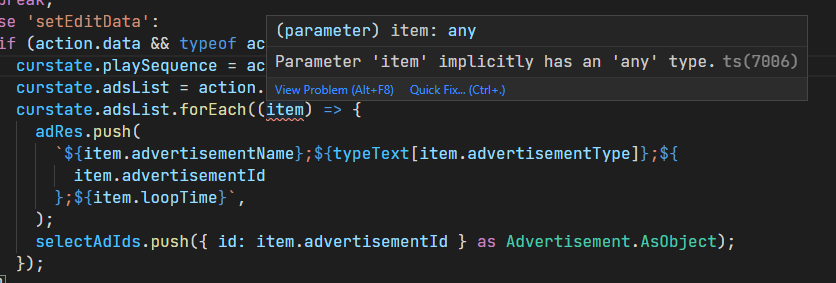 break;
se 'setEditData':
if (action.data && typeof ac
(parameter) item: any
curstate.playSequence = ac
Parameter 'item' implicitly has an 'any' type. ts(7006)
curstate.adsList = action.
View Problem (Alt+F8) Quick Fix... (Ctrl+.)
curstate.adsList.forEach((item) => {
adRes.push(
`${item.advertisementName};${typeText[item.advertisementType]};${
item.advertisementId
};${item.loopTime}`,
);
selectAdIds.push({ id: item.advertisementId } as Advertisement.AsObject);
});